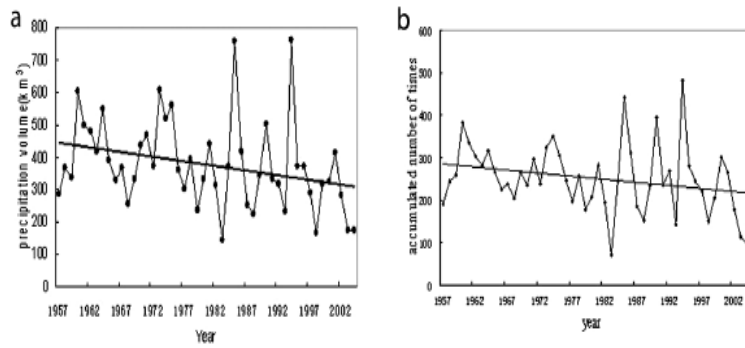 a
precipitation volume(km³)
800
700
600
500
400
300
200
100
0
1957 1962 1967 1972 1977 1982 1987 1992 1997 2002
Year
b
accumulated number of times
600
500
400
300
200
100
0
1957 1962 1967 1972 1977 1982 1987 1992 1997 2002
year